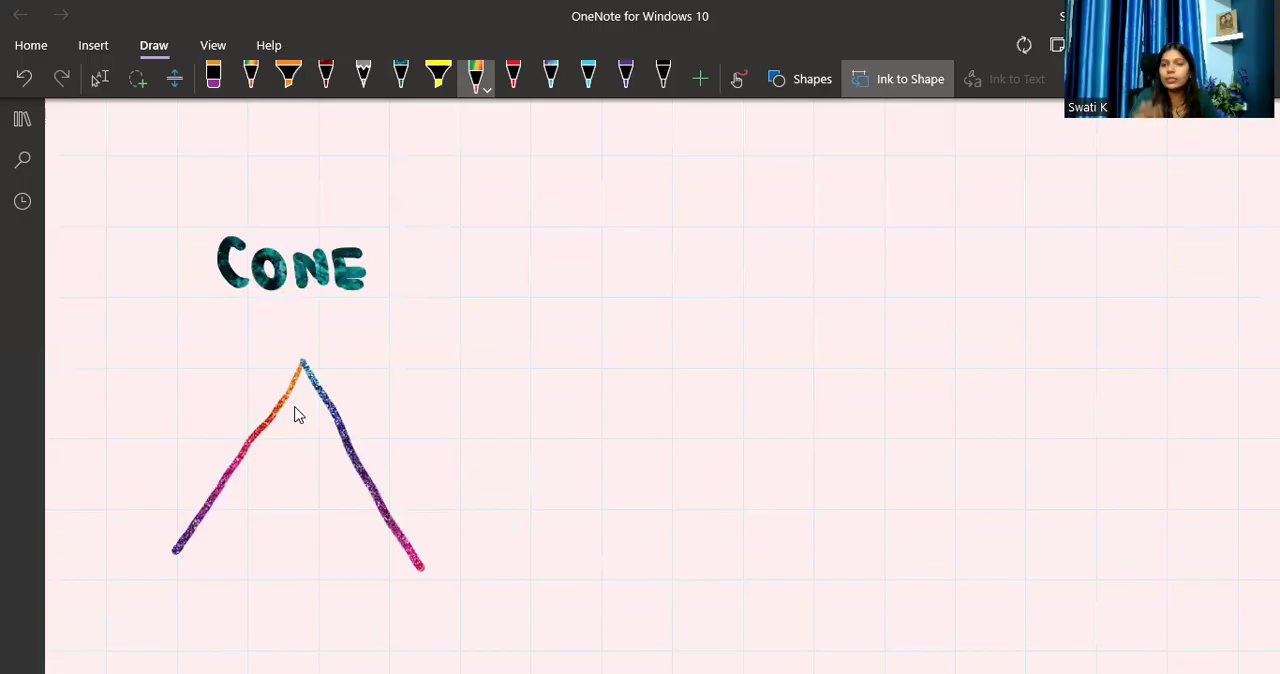 OneNote for Windows 10
S
Home Insert Draw View Help
Shapes Ink to Shape Ink to Text
Swati K
CONE